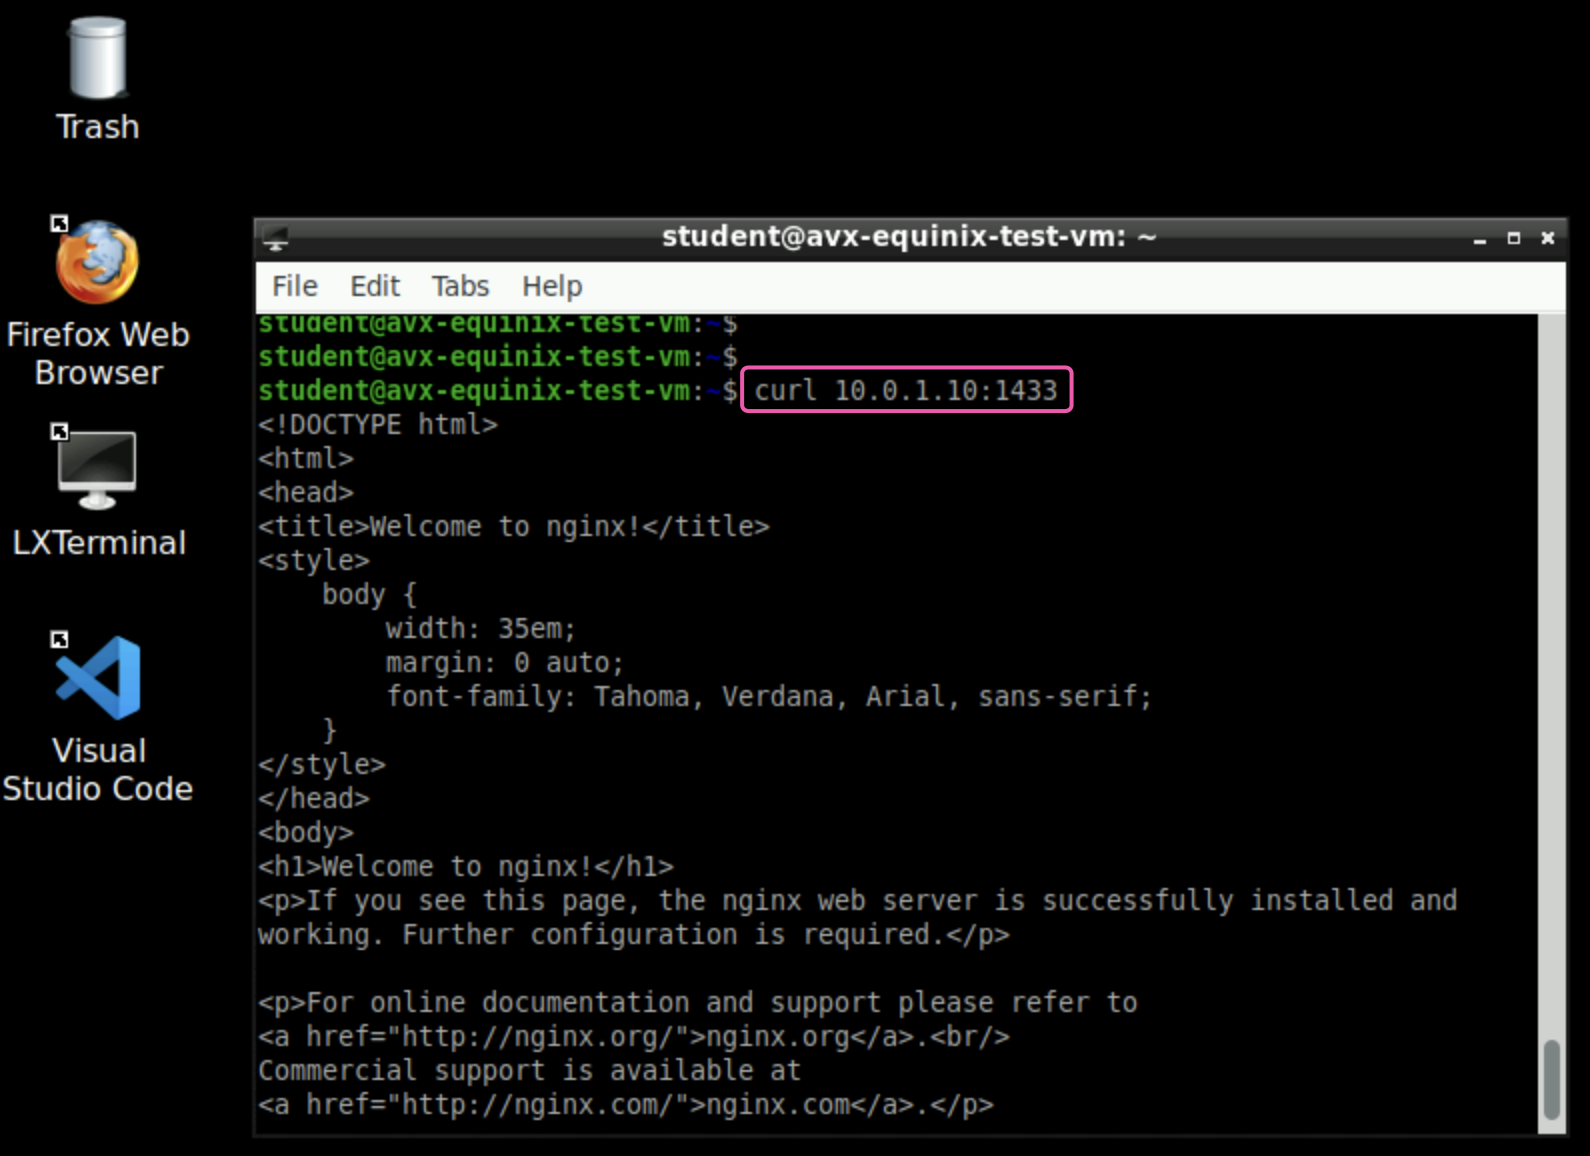 Trash
Firefox Web
Browser
LXTerminal
Visual
Studio Code
student@avx-equinix-test-vm: ~
File Edit Tabs Help
student@avx-equinix-test-vm:~$
student@avx-equinix-test-vm:~$
student@avx-equinix-test-vm:~$ curl 10.0.1.10:1433
<!DOCTYPE html>
<html>
<head>
<title>Welcome to nginx!</title>
<style>
    body {
        width: 35em;
        margin: 0 auto;
        font-family: Tahoma, Verdana, Arial, sans-serif;
    }
</style>
</head>
<body>
<h1>Welcome to nginx!</h1>
<p>If you see this page, the nginx web server is successfully installed and
working. Further configuration is required.</p>

<p>For online documentation and support please refer to
<a href="http://nginx.org/">nginx.org</a>.<br/>
Commercial support is available at
<a href="http://nginx.com/">nginx.com</a>.</p>